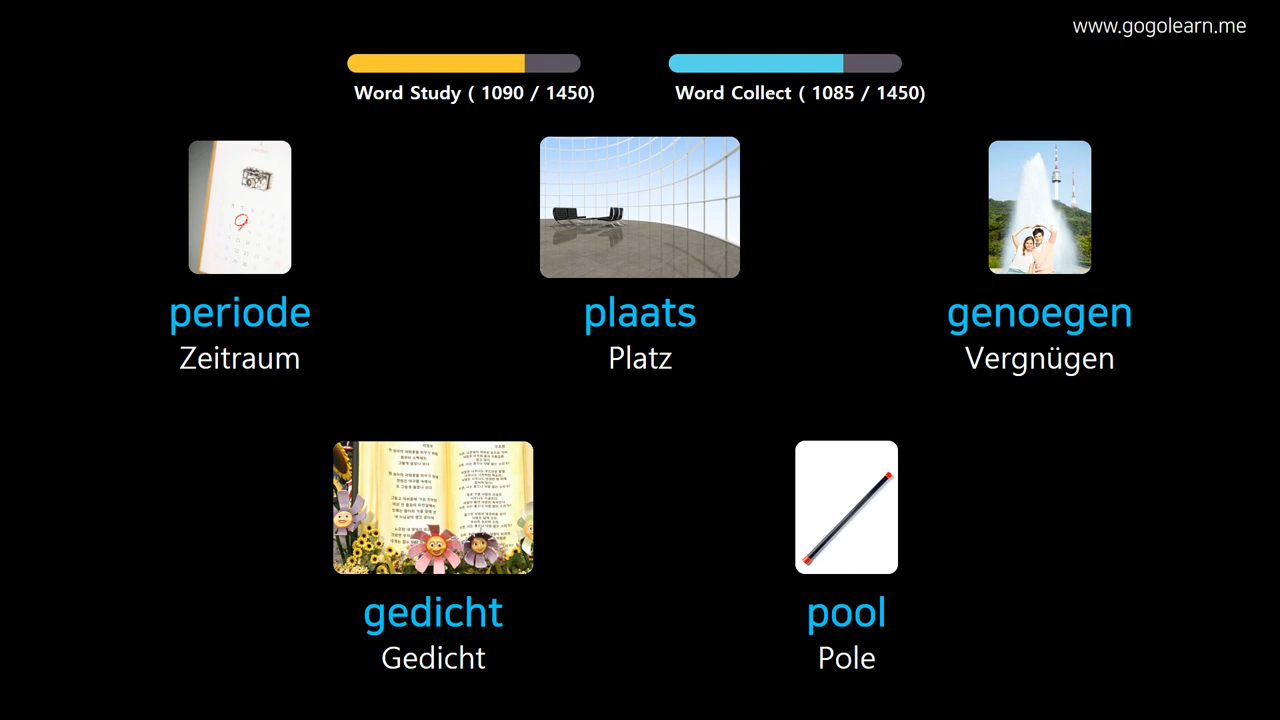 www.gogolearn.me
Word Study ( 1090 / 1450)
Word Collect ( 1085 / 1450)
periode
Zeitraum
plaats
Platz
genoegen
Vergnügen
gedicht
Gedicht
pool
Pole